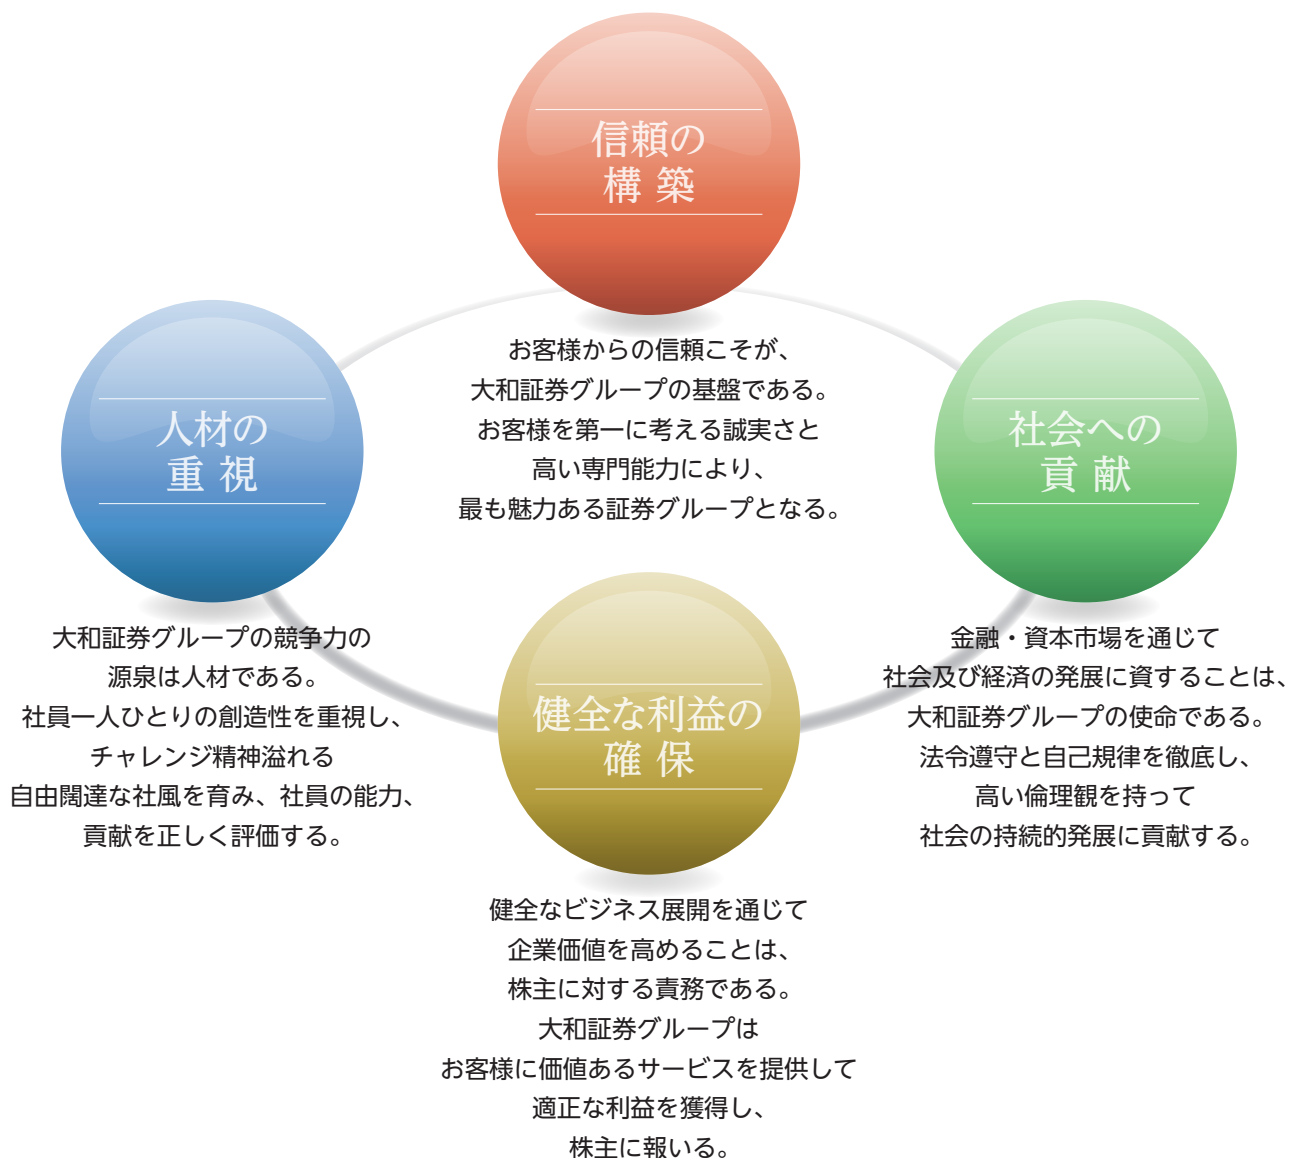 信頼の
構築
お客様からの信頼こそが、
大和証券グループの基盤である。
お客様を第一に考える誠実さと
高い専門能力により、
最も魅力ある証券グループとなる。
人材の
重視
大和証券グループの競争力の
源泉は人材である。
社員一人ひとりの創造性を重視し、
チャレンジ精神溢れる
自由闊達な社風を育み、社員の能力、
貢献を正しく評価する。
社会への
貢献
金融・資本市場を通じて
社会及び経済の発展に資することは、
大和証券グループの使命である。
法令遵守と自己規律を徹底し、
高い倫理観を持って
社会の持続的発展に貢献する。
健全な利益の
確保
健全なビジネス展開を通じて
企業価値を高めることは、
株主に対する責務である。
大和証券グループは
お客様に価値あるサービスを提供して
適正な利益を獲得し、
株主に報いる。